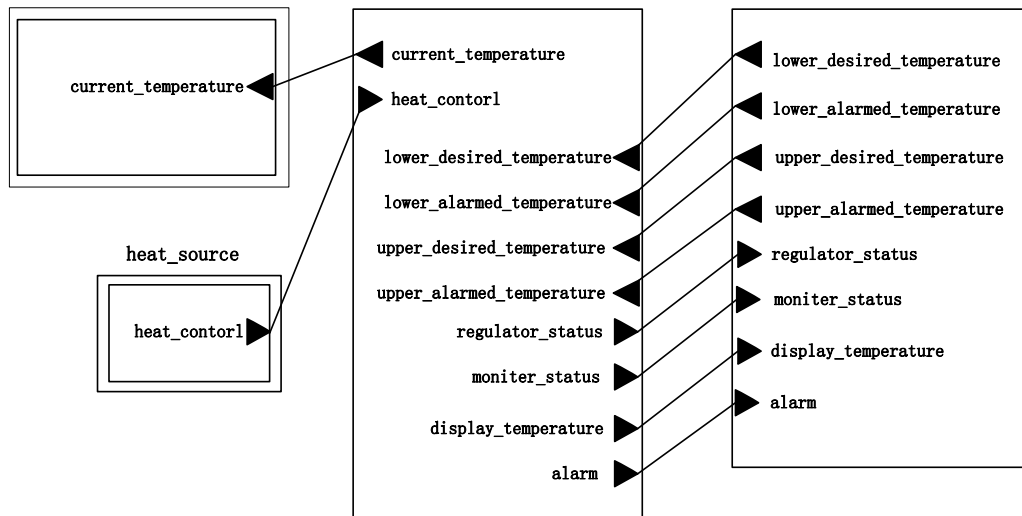 current_temperature
heat_source
heat_contorl
current_temperature
heat_contorl
lower_desired_temperature
lower_alarmed_temperature
upper_desired_temperature
upper_alarmed_temperature
regulator_status
moniter_status
display_temperature
alarm
lower_desired_temperature
lower_alarmed_temperature
upper_desired_temperature
upper_alarmed_temperature
regulator_status
moniter_status
display_temperature
alarm